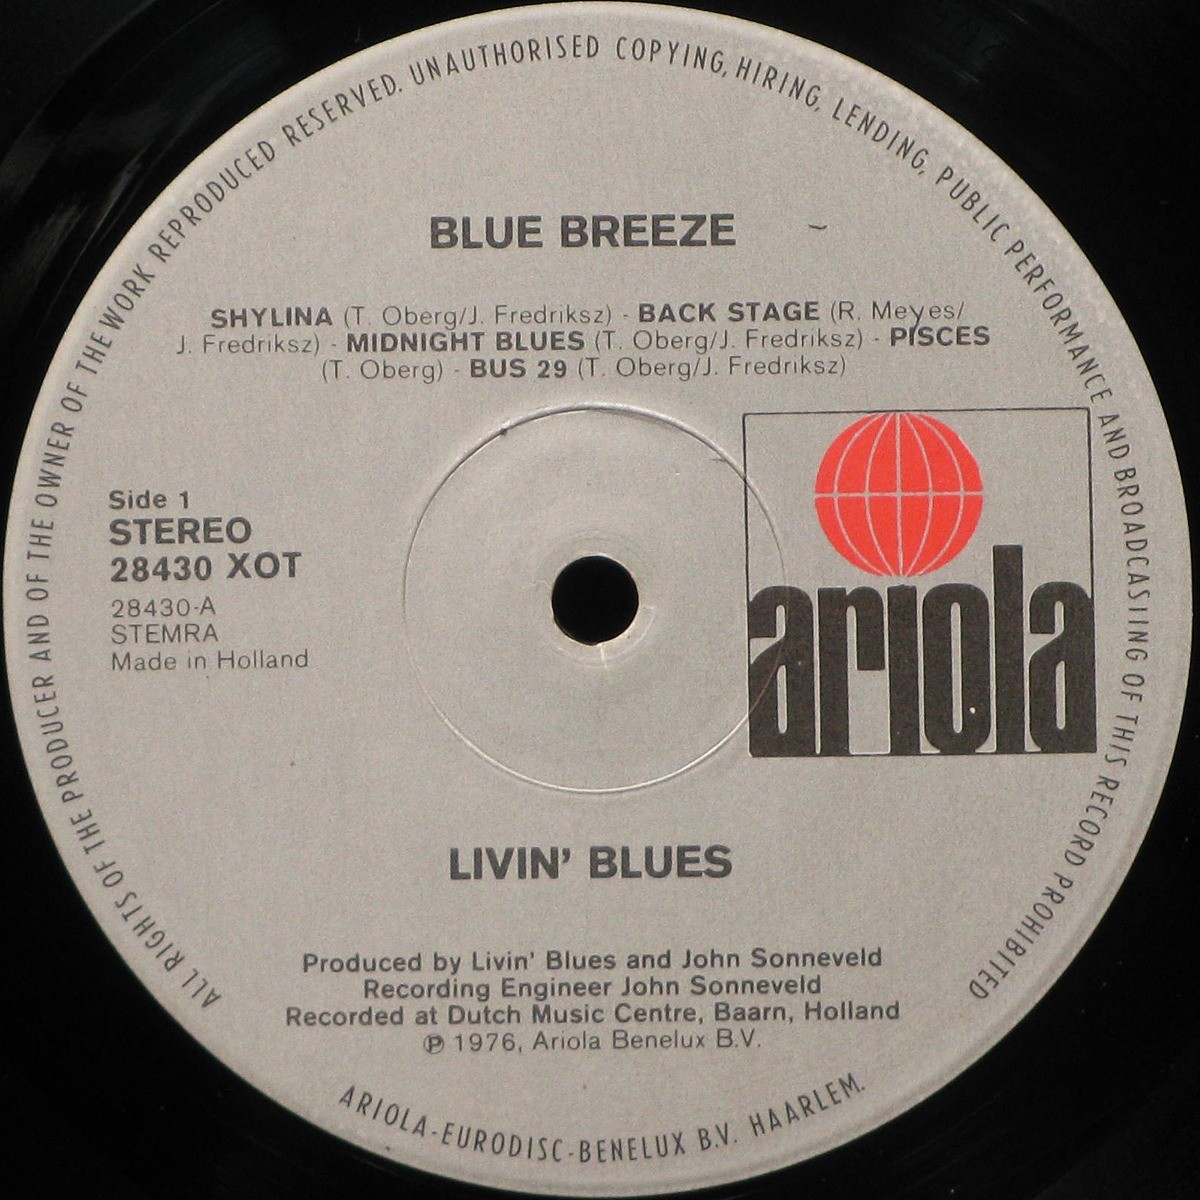 ALL RIGHTS OF THE PRODUCER AND OF THE OWNER OF THE WORK REPRODUCED RESERVED. UNAUTHORISED COPYING, HIRING, LENDING, PUBLIC PERFORMANCE AND BROADCASTING OF THIS RECORD PROHIBITED
BLUE BREEZE
SHYLINA (T. Oberg/J. Fredriksz) - BACK STAGE (R. Meyes/
J. Fredriksz) - MIDNIGHT BLUES (T. Oberg/J. Fredriksz) - PISCES
(T. Oberg) - BUS 29 (T. Oberg/J. Fredriksz)
Side 1
STEREO
28430 XOT
28430-A
STEMRA
Made in Holland
ariola
LIVIN' BLUES
Produced by Livin' Blues and John Sonneveld
Recording Engineer John Sonneveld
Recorded at Dutch Music Centre, Baarn, Holland
℗ 1976, Ariola Benelux B.V.
ARIOLA-EURODISC-BENELUX B.V. HAARLEM.